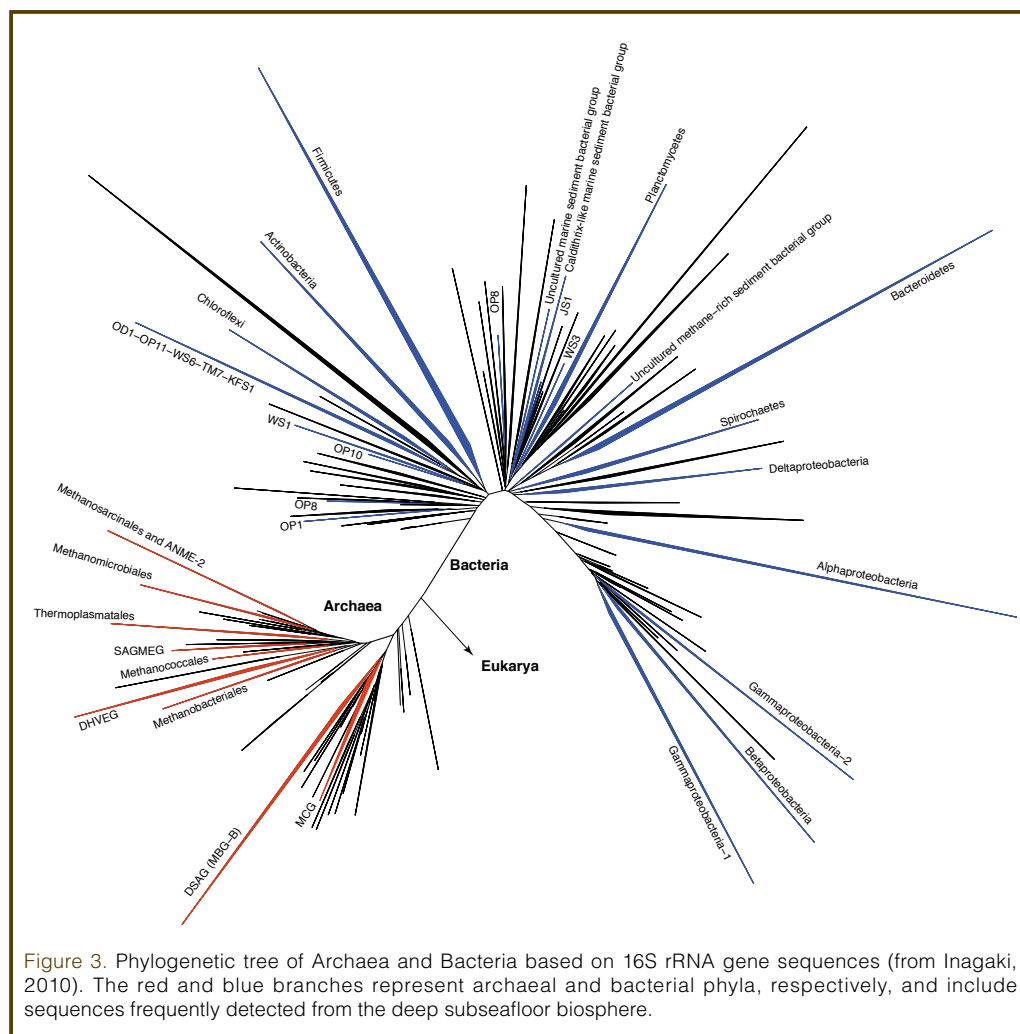 Firmicutes
Actinobacteria
Chloroflexi
OD1–OP11–WS6–TM7–KFS1
WS1
OP10
OP8
OP1
OP8
Uncultured marine sediment bacterial group
Caldithrix-like marine sediment bacterial group
JS1
WS3
Planctomycetes
Uncultured methane–rich sediment bacterial group
Bacteroidetes
Spirochaetes
Deltaproteobacteria
Alphaproteobacteria
Gammaproteobacteria–2
Betaproteobacteria
Gammaproteobacteria–1
Bacteria
Archaea
Eukarya
Methanosarcinales and ANME-2
Methanomicrobiales
Thermoplasmatales
SAGMEG
Methanococcales
DHVEG
Methanobacteriales
MCG
DSAG (MBG–B)
Figure 3. Phylogenetic tree of Archaea and Bacteria based on 16S rRNA gene sequences (from Inagaki,
2010). The red and blue branches represent archaeal and bacterial phyla, respectively, and include
sequences frequently detected from the deep subseafloor biosphere.